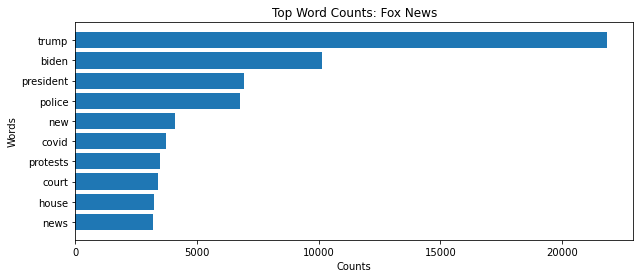 Top Word Counts: Fox News
Words
trump
biden
president
police
new
covid
protests
court
house
news
0 5000 10000 15000 20000
Counts